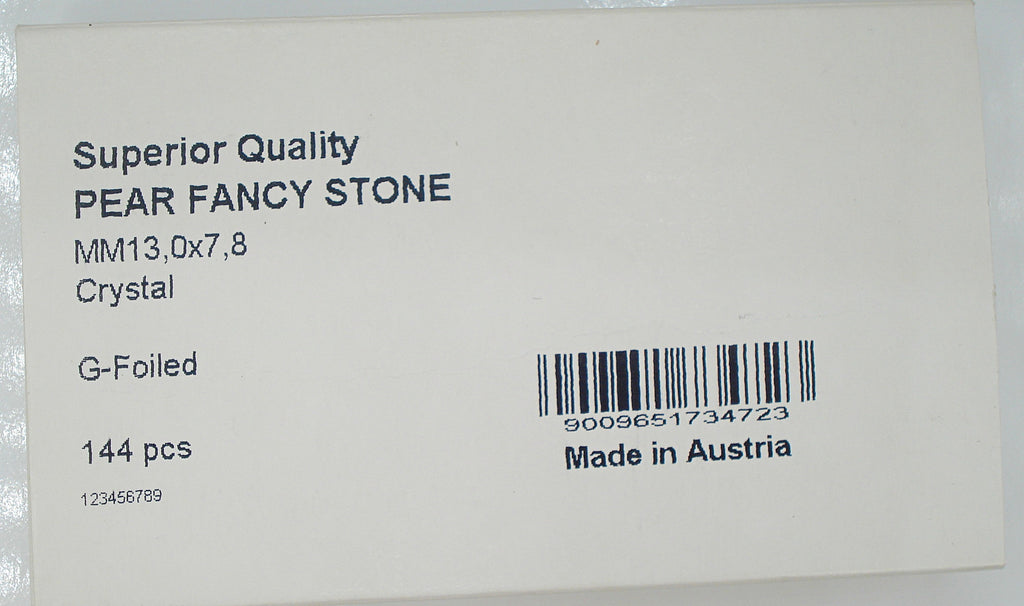 Superior Quality
PEAR FANCY STONE
MM13,0x7,8
Crystal
G-Foiled
144 pcs
123456789
9009651734723
Made in Austria